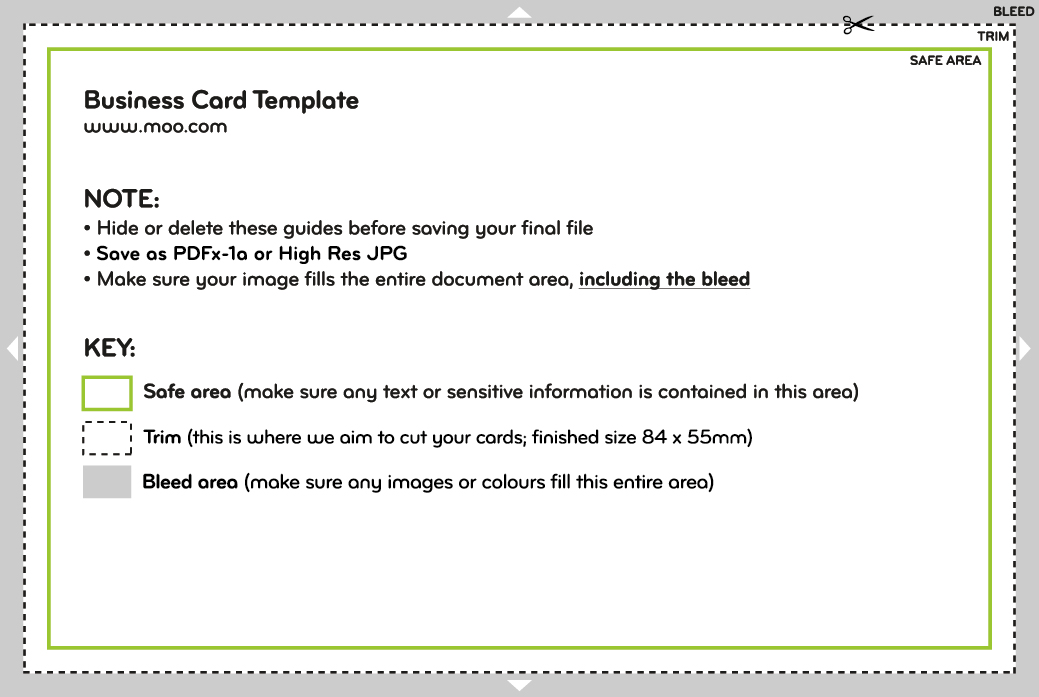 BLEED
TRIM
SAFE AREA
Business Card Template
www.moo.com
NOTE:
• Hide or delete these guides before saving your final file
• Save as PDFx-1a or High Res JPG
• Make sure your image fills the entire document area, including the bleed
KEY:
Safe area (make sure any text or sensitive information is contained in this area)
Trim (this is where we aim to cut your cards; finished size 84 x 55mm)
Bleed area (make sure any images or colours fill this entire area)